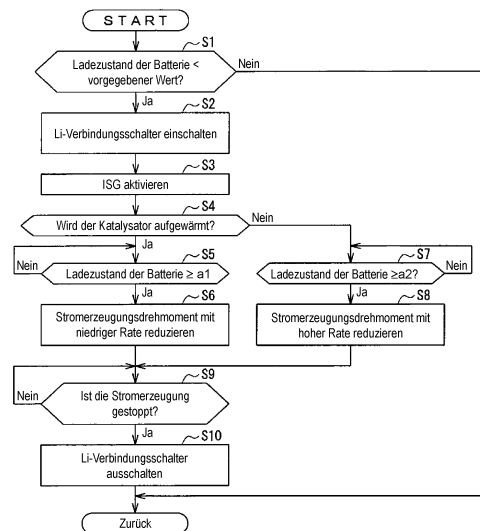 START
S1
Ladezustand der Batterie <
vorgegebener Wert?
Nein
Ja
S2
Li-Verbindungsschalter einschalten
S3
ISG aktivieren
S4
Wird der Katalysator aufgewärmt?
Nein
Ja
S5
Nein
Ladezustand der Batterie ≥ a1
Ja
S6
Stromerzeugungsdrehmoment mit
niedriger Rate reduzieren
S7
Ladezustand der Batterie ≥a2?
Nein
Ja
S8
Stromerzeugungsdrehmoment mit
hoher Rate reduzieren
S9
Nein
Ist die Stromerzeugung
gestoppt?
Ja
S10
Li-Verbindungsschalter
ausschalten
Zurück